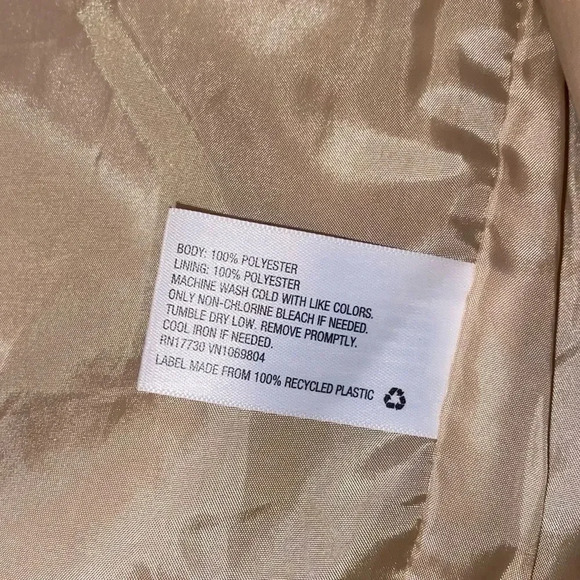 BODY: 100% POLYESTER
LINING: 100% POLYESTER
MACHINE WASH COLD WITH LIKE COLORS.
ONLY NON-CHLORINE BLEACH IF NEEDED.
TUMBLE DRY LOW. REMOVE PROMPTLY.
COOL IRON IF NEEDED.
RN17730 VN1069804
LABEL MADE FROM 100% RECYCLED PLASTIC